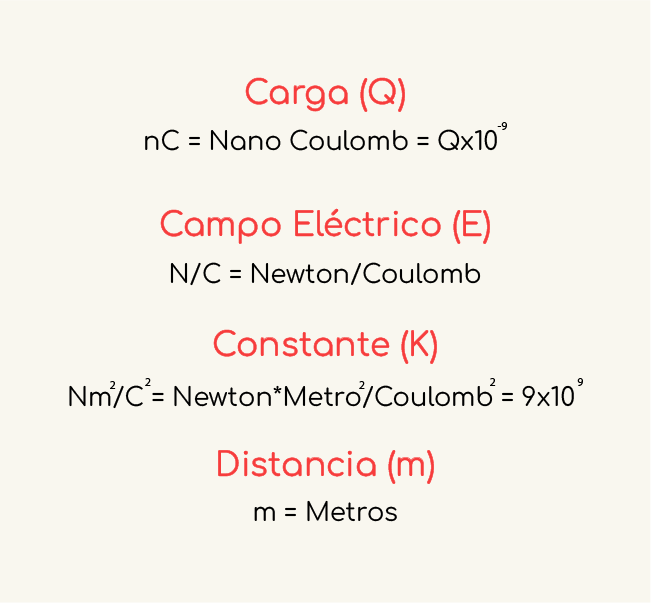 Carga (Q)
nC = Nano Coulomb = Qx10⁻⁹
Campo Eléctrico (E)
N/C = Newton/Coulomb
Constante (K)
Nm²/C² = Newton*Metro²/Coulomb² = 9x10⁹
Distancia (m)
m = Metros